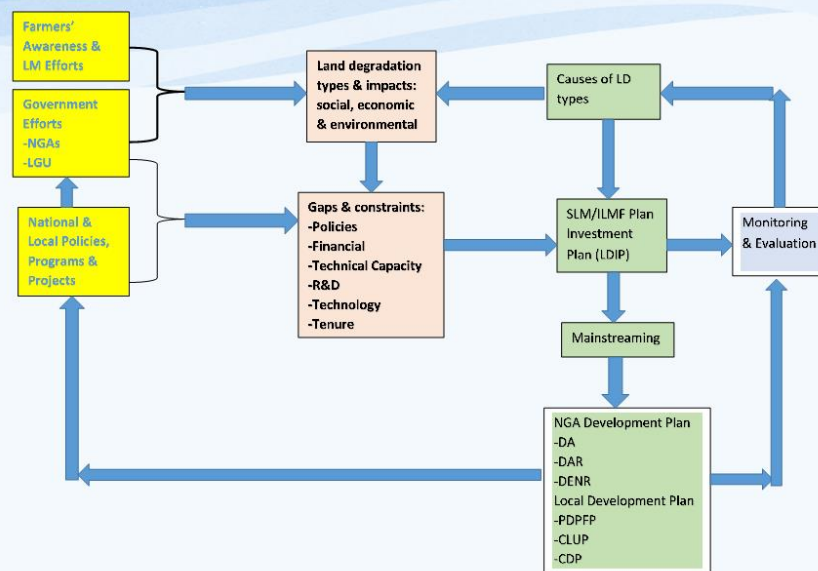 Farmers'
Awareness &
LM Efforts
Government
Efforts
-NGAs
-LGU
National &
Local Policies,
Programs &
Projects
Land degradation
types & impacts:
social, economic
& environmental
Gaps & constraints:
-Policies
-Financial
-Technical Capacity
-R&D
-Technology
-Tenure
Causes of LD
types
SLM/ILMF Plan
Investment
Plan (LDIP)
Mainstreaming
NGA Development Plan
-DA
-DAR
-DENR
Local Development Plan
-PDPFP
-CLUP
-CDP
Monitoring
& Evaluation